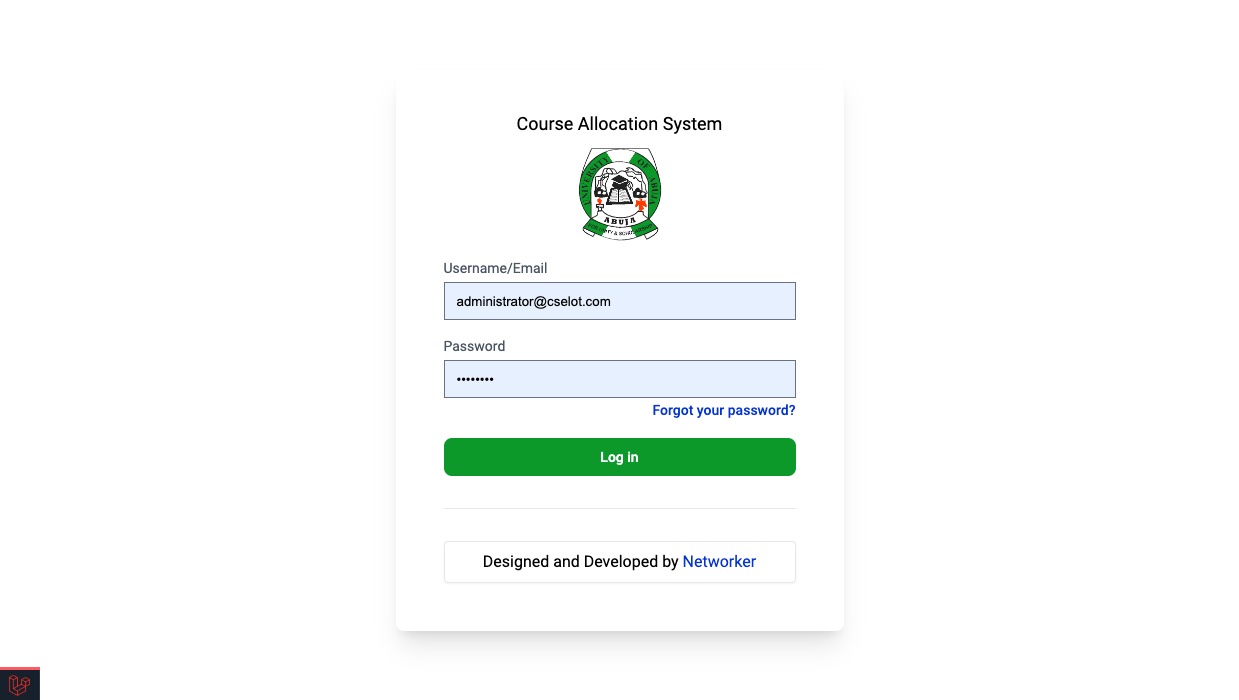 Course Allocation System
UNIVERSITY OF ABUJA
ABUJA
Username/Email
administrator@cselot.com
Password
••••••••
Forgot your password?
Log in
Designed and Developed by Networker